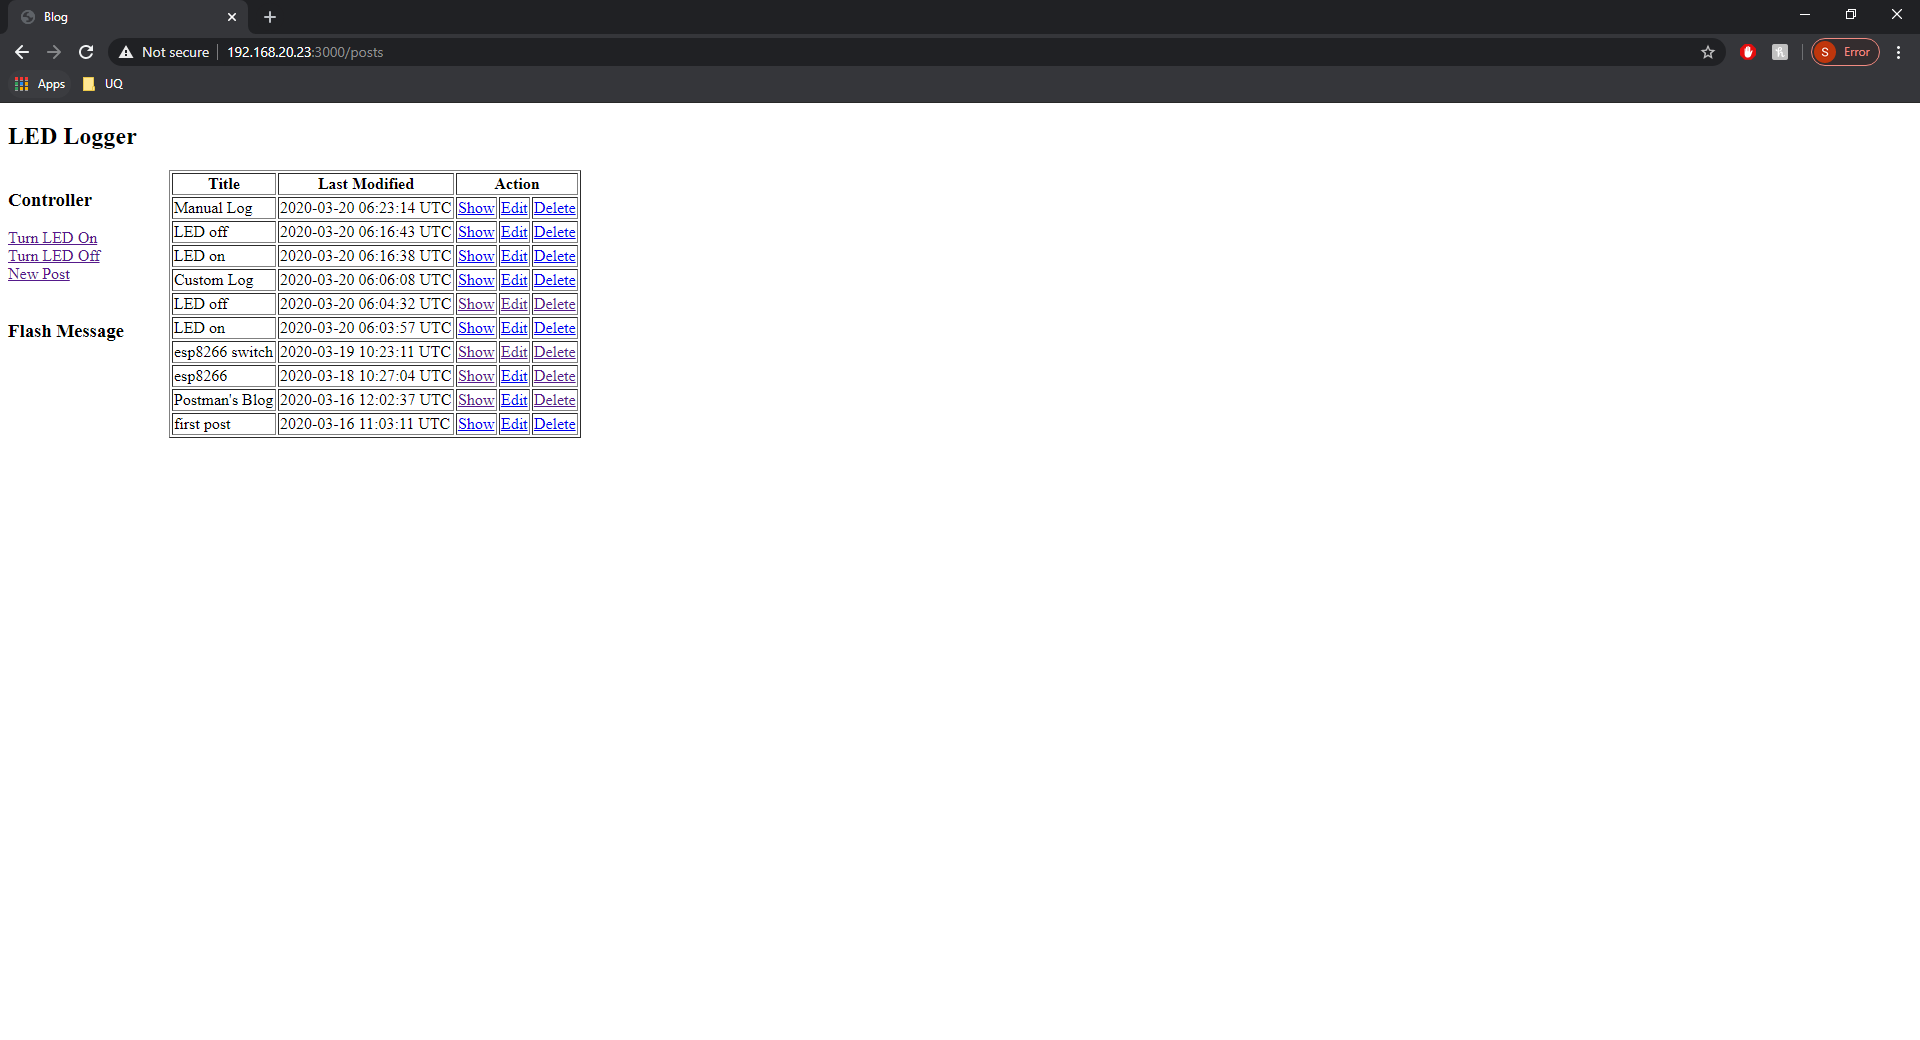 Blog
Not secure 192.168.20.23:3000/posts
S Error
Apps UQ
LED Logger
Controller
Turn LED On
Turn LED Off
New Post
Flash Message
Title Last Modified Action
Manual Log 2020-03-20 06:23:14 UTC Show Edit Delete
LED off 2020-03-20 06:16:43 UTC Show Edit Delete
LED on 2020-03-20 06:16:38 UTC Show Edit Delete
Custom Log 2020-03-20 06:06:08 UTC Show Edit Delete
LED off 2020-03-20 06:04:32 UTC Show Edit Delete
LED on 2020-03-20 06:03:57 UTC Show Edit Delete
esp8266 switch 2020-03-19 10:23:11 UTC Show Edit Delete
esp8266 2020-03-18 10:27:04 UTC Show Edit Delete
Postman's Blog 2020-03-16 12:02:37 UTC Show Edit Delete
first post 2020-03-16 11:03:11 UTC Show Edit Delete